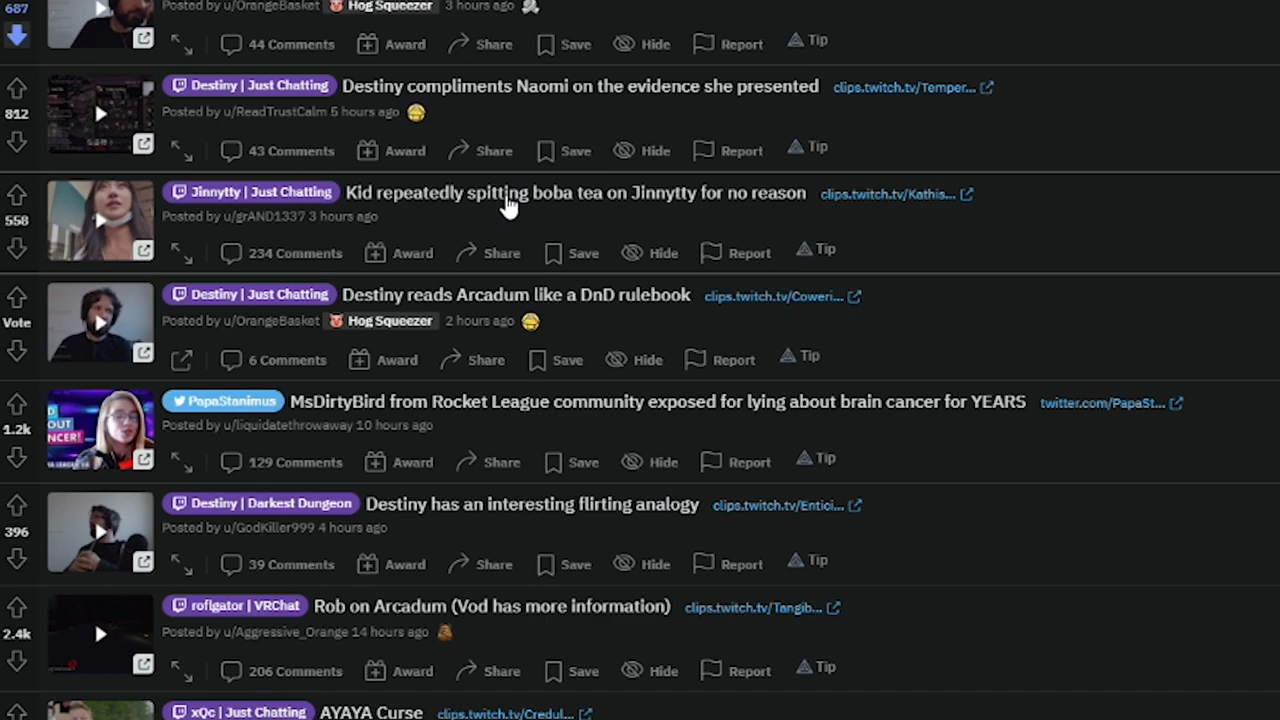 687
Posted by u/OrangeBasket Hog Squeezer 3 hours ago
44 Comments Award Share Save Hide Report Tip
Destiny | Just Chatting Destiny compliments Naomi on the evidence she presented clips.twitch.tv/Temper...
812
Posted by u/ReadTrustCalm 5 hours ago
43 Comments Award Share Save Hide Report Tip
Jinnytty | Just Chatting Kid repeatedly spitting boba tea on Jinnytty for no reason clips.twitch.tv/Kathis...
558
Posted by u/grAND1337 3 hours ago
234 Comments Award Share Save Hide Report Tip
Destiny | Just Chatting Destiny reads Arcadum like a DnD rulebook clips.twitch.tv/Coweri...
Vote
Posted by u/OrangeBasket Hog Squeezer 2 hours ago
6 Comments Award Share Save Hide Report Tip
PapaStanimus MsDirtyBird from Rocket League community exposed for lying about brain cancer for YEARS twitter.com/PapaSt...
1.2k
Posted by u/liquidatethrowaway 10 hours ago
129 Comments Award Share Save Hide Report Tip
Destiny | Darkest Dungeon Destiny has an interesting flirting analogy clips.twitch.tv/Entici...
396
Posted by u/GodKiller999 4 hours ago
39 Comments Award Share Save Hide Report Tip
roflgator | VRChat Rob on Arcadum (Vod has more information) clips.twitch.tv/Tangib...
2.4k
Posted by u/Aggressive_Orange 14 hours ago
206 Comments Award Share Save Hide Report Tip
xQc | Just Chatting AYAYA Curse clips.twitch.tv/Credul...